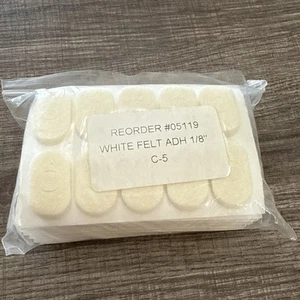 REORDER #05119
WHITE FELT ADH 1/8"
C-5